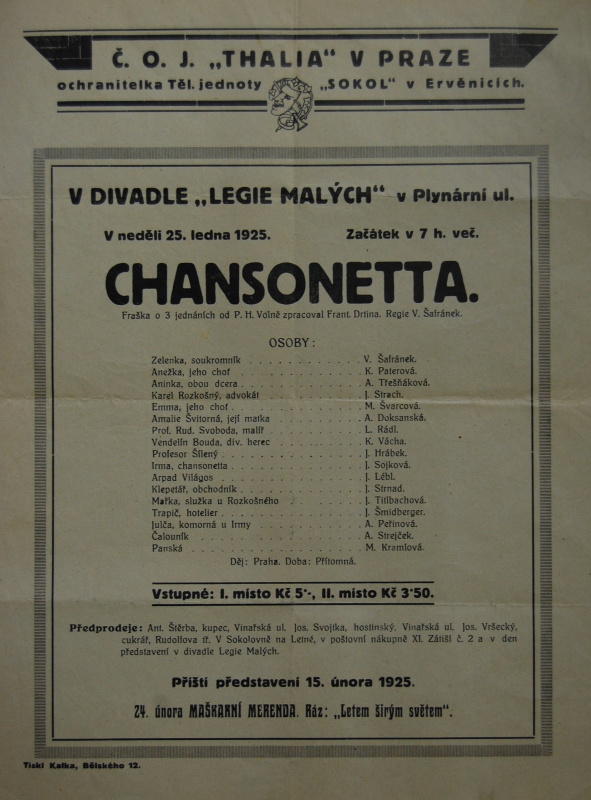 Č. O. J. „THALIA" V PRAZE
ochranitelka Těl. jednoty „SOKOL" v Ervěnicích.
V DIVADLE „LEGIE MALÝCH" v Plynární ul.
V neděli 25. ledna 1925. Začátek v 7 h. več.
CHANSONETTA.
Fraška o 3 jednáních od P. H. Volně zpracoval Frant. Drtina. Regie V. Šafránek.
OSOBY:
Zelenka, soukromník . . . . . . . . . . . . V. Šafránek.
Anežka, jeho choť . . . . . . . . . . . . K. Paterová.
Aninka, obou dcera . . . . . . . . . . . . A. Třešňáková.
Karel Rozkošný, advokát . . . . . . . . . . J. Strach.
Emma, jeho choť . . . . . . . . . . . . . M. Švarcová.
Amalie Švitorná, její matka . . . . . . . . . A. Doksanská.
Prof. Rud. Svoboda, malíř . . . . . . . . . L. Rádl.
Vendelín Bouda, div. herec . . . . . . . . . K. Vácha.
Profesor Šílený . . . . . . . . . . . . . J. Hrábek.
Irma, chansonetta . . . . . . . . . . . . . J. Sojková.
Arpad Világos . . . . . . . . . . . . . . J. Lébl.
Klepetář, obchodník . . . . . . . . . . . . J. Strnad.
Mařka, služka u Rozkošného . . . . . . . . J. Titlbachová.
Trapič, hotelier . . . . . . . . . . . . . J. Šmidberger.
Julča, komorná u Irmy . . . . . . . . . . . A. Peřinová.
Čalouník . . . . . . . . . . . . . . . . A. Strejček.
Panská . . . . . . . . . . . . . . . . . M. Kramlová.
Děj: Praha. Doba: Přítomná.
Vstupné: I. místo Kč 5·-, II. místo Kč 3·50.
Předprodeje: Ant. Štěrba, kupec, Vinařská ul. Jos. Svojtka, hostinský, Vinařská ul. Jos. Vršecký,
cukrář, Rudolfova tř. V Sokolovně na Letné, v poštovní nákupně XI. Zátiší č. 2 a v den
představení v divadle Legie Malých.
Příští představení 15. února 1925.
24. února MAŠKARNÍ MERENDA. Ráz: „Letem šírým světem".
Tiskl Kafka, Bělského 12.